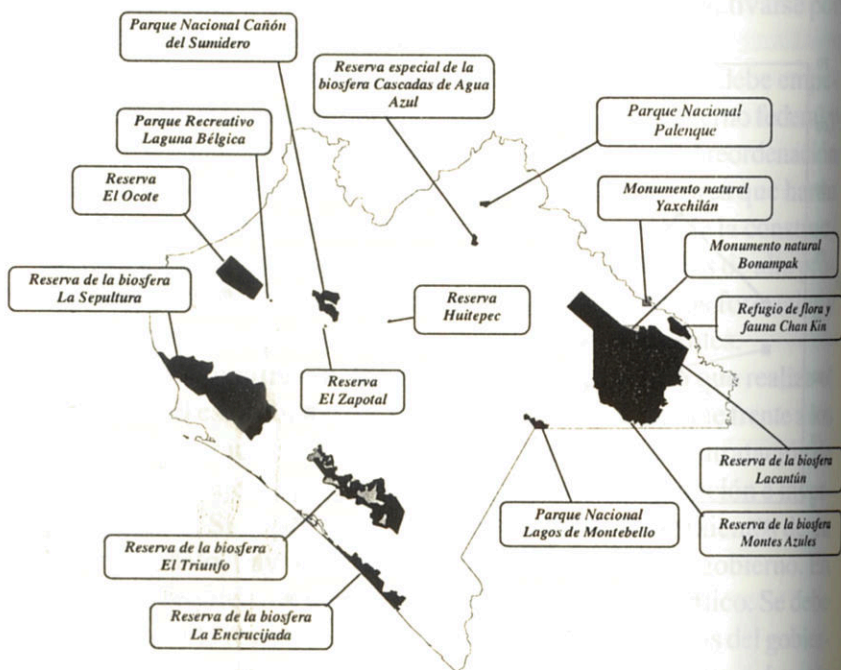 Parque Nacional Cañón
del Sumidero
Reserva especial de la
biosfera Cascadas de Agua
Azul
Parque Recreativo
Laguna Bélgica
Parque Nacional
Palenque
Reserva
El Ocote
Monumento natural
Yaxchilán
Monumento natural
Bonampak
Reserva de la biosfera
La Sepultura
Reserva
Huitepec
Refugio de flora y
fauna Chan Kin
Reserva
El Zapotal
Reserva de la biosfera
Lacantún
Parque Nacional
Lagos de Montebello
Reserva de la biosfera
Montes Azules
Reserva de la biosfera
El Triunfo
Reserva de la biosfera
La Encrucijada